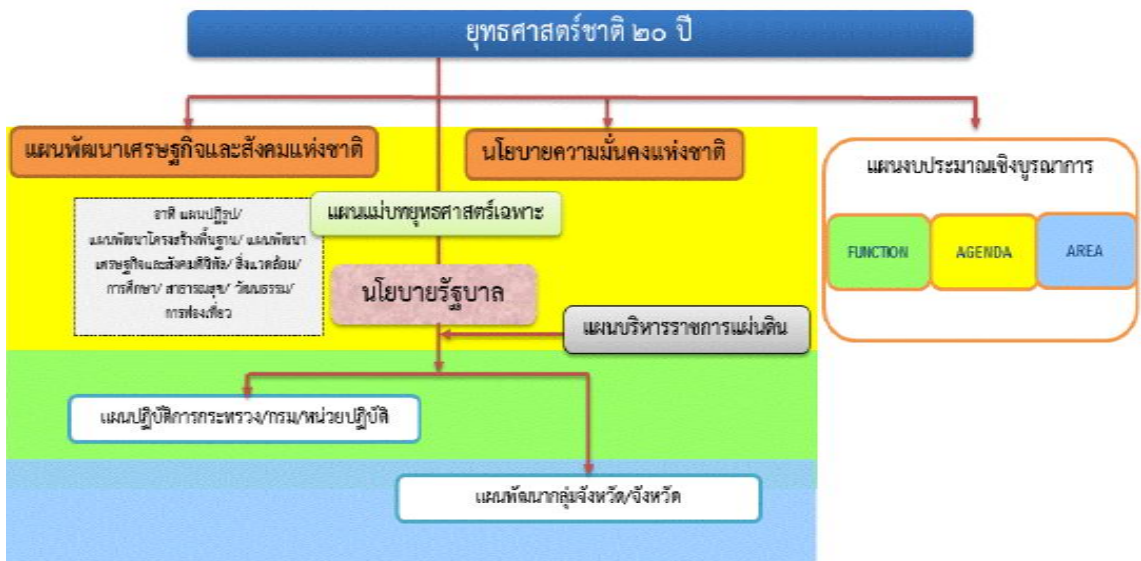 ยุทธศาสตร์ชาติ ๒๐ ปี
แผนพัฒนาเศรษฐกิจและสังคมแห่งชาติ
นโยบายความมั่นคงแห่งชาติ
แผนงบประมาณเชิงบูรณาการ
FUNCTION
AGENDA
AREA
แผนแม่บทยุทธศาสตร์เฉพาะ
อาทิ แผนปฏิรูป/
แผนพัฒนาโครงสร้างพื้นฐาน/ แผนพัฒนา
เศรษฐกิจและสังคมดิจิทัล/ สิ่งแวดล้อม/
การศึกษา/ สาธารณสุข/ วัฒนธรรม/
การท่องเที่ยว
นโยบายรัฐบาล
แผนบริหารราชการแผ่นดิน
แผนปฏิบัติการกระทรวง/กรม/หน่วยปฏิบัติ
แผนพัฒนากลุ่มจังหวัด/จังหวัด